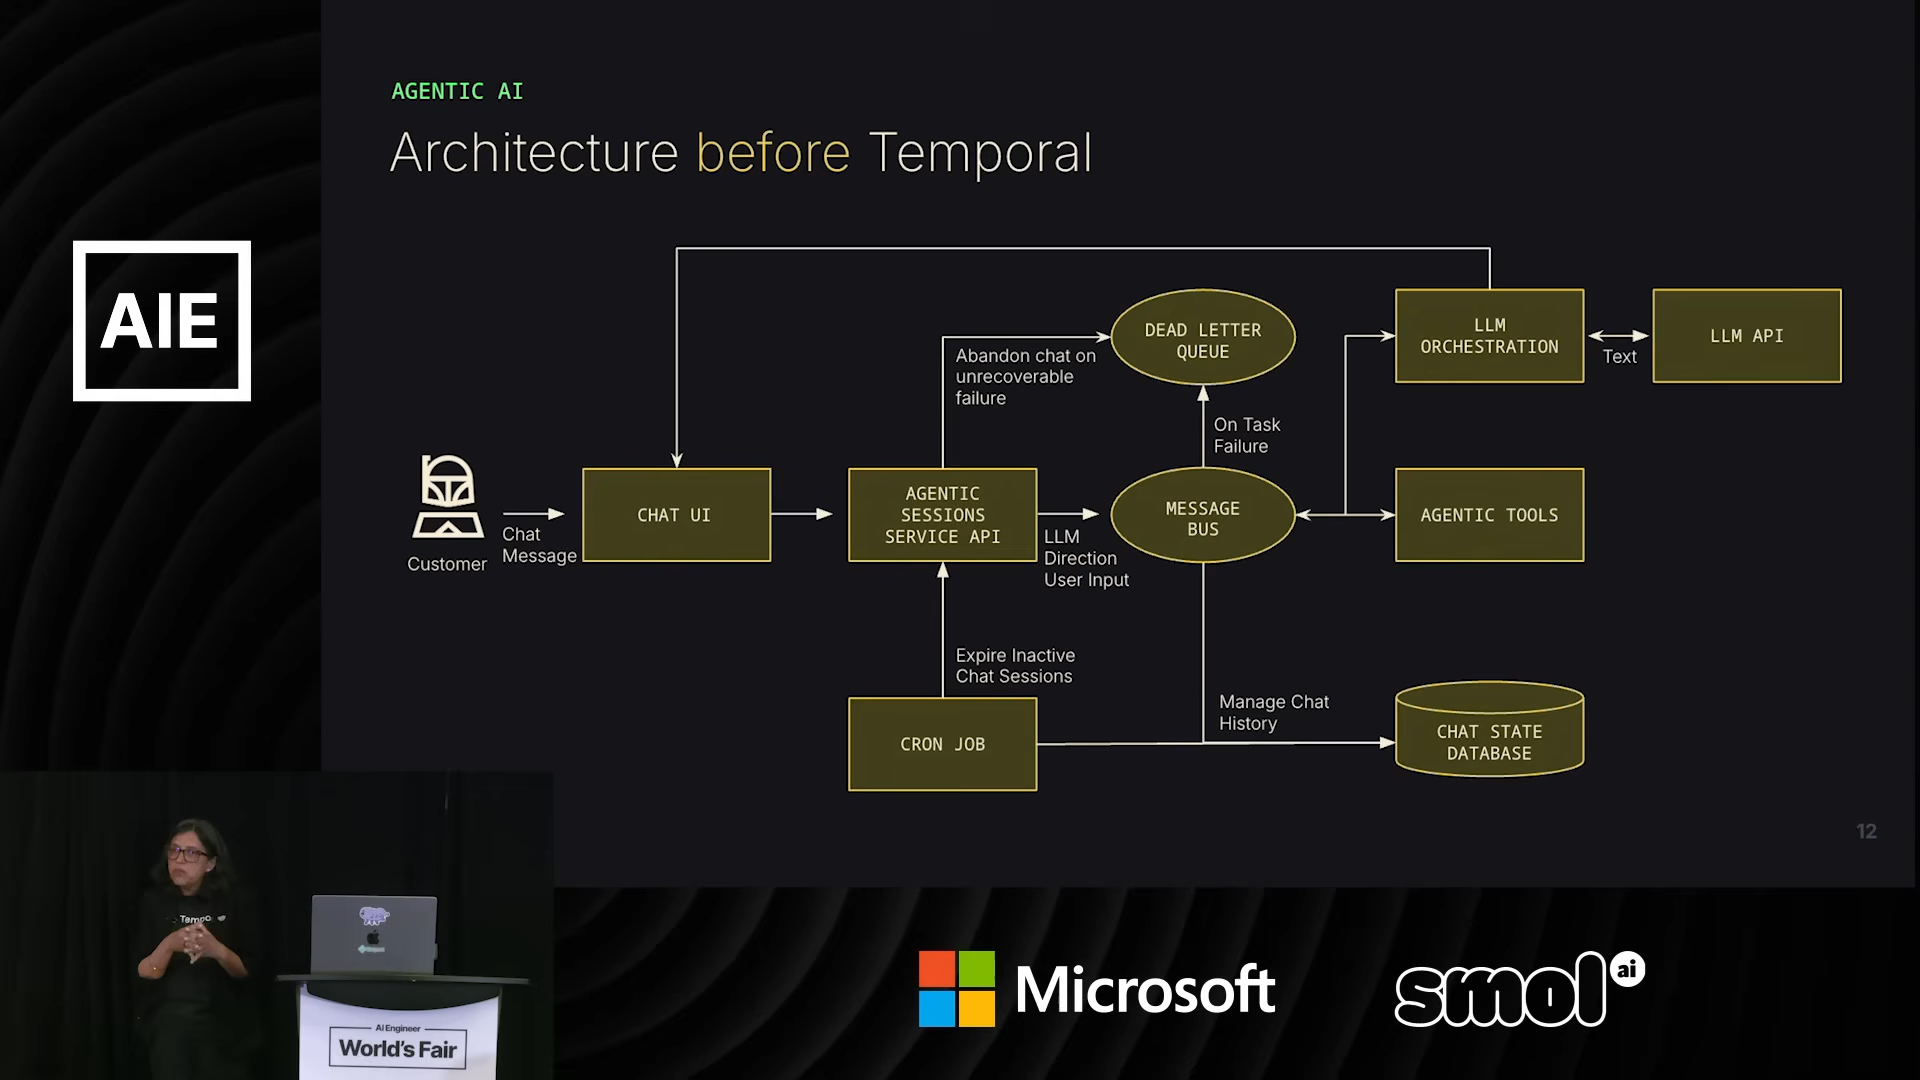 AGENTIC AI
Architecture before Temporal
AIE
DEAD LETTER
QUEUE
LLM
ORCHESTRATION
Text
LLM API
Abandon chat on
unrecoverable
failure
On Task
Failure
Customer
Chat
Message
CHAT UI
AGENTIC
SESSIONS
SERVICE API
LLM
Direction
User Input
MESSAGE
BUS
AGENTIC TOOLS
Expire Inactive
Chat Sessions
Manage Chat
History
CRON JOB
CHAT STATE
DATABASE
12
AI Engineer
World's Fair
Microsoft
smol ai